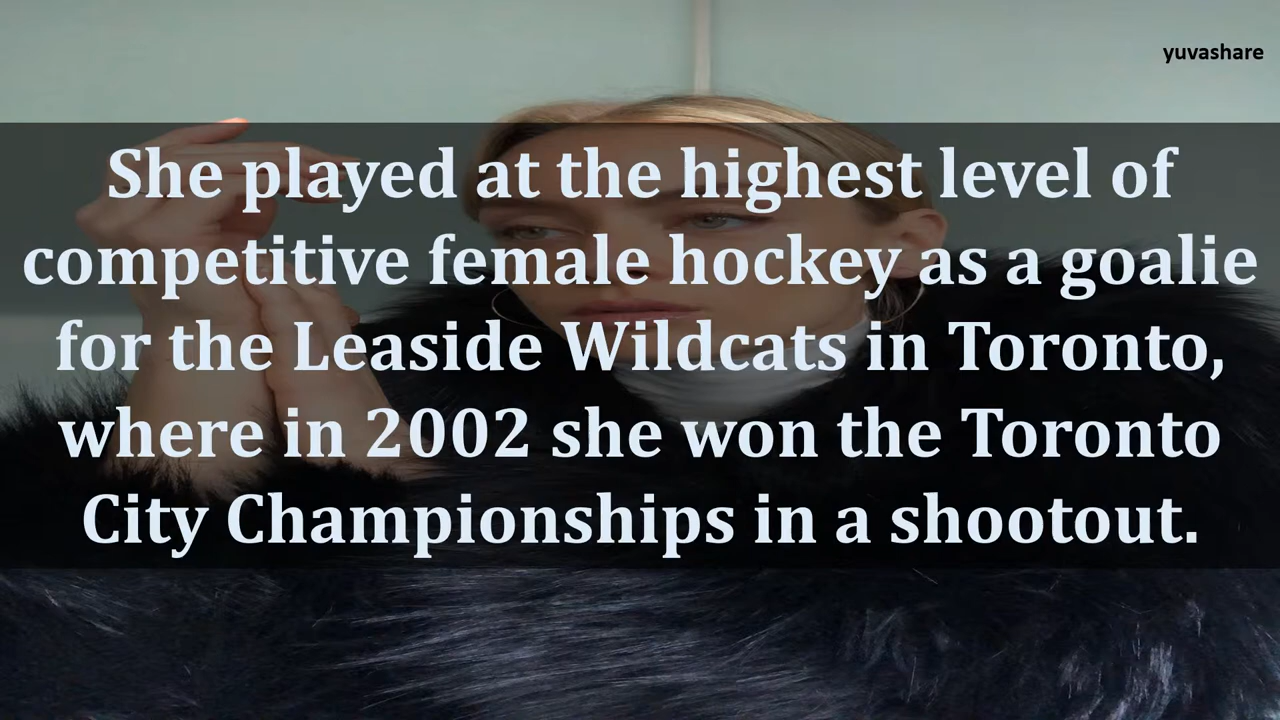 yuvashare
She played at the highest level of
competitive female hockey as a goalie
for the Leaside Wildcats in Toronto,
where in 2002 she won the Toronto
City Championships in a shootout.